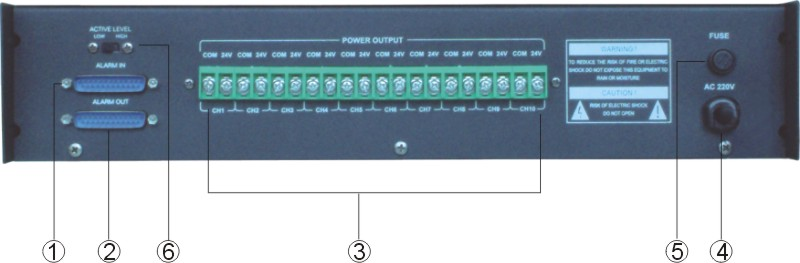 ACTIVE LEVEL
LOW HIGH
ALARM IN
ALARM OUT
POWER OUTPUT
COM 24V COM 24V COM 24V COM 24V COM 24V COM 24V COM 24V COM 24V COM 24V COM 24V
CH1 CH2 CH3 CH4 CH5 CH6 CH7 CH8 CH9 CH10
WARNING!
TO REDUCE THE RISK OF FIRE OR ELECTRIC
SHOCK DO NOT EXPOSE THIS EQUIPMENT TO
RAIN OR MOISTURE
CAUTION!
RISK OF ELECTRIC SHOCK
DO NOT OPEN
FUSE
AC 220V
1 2 6 3 5 4